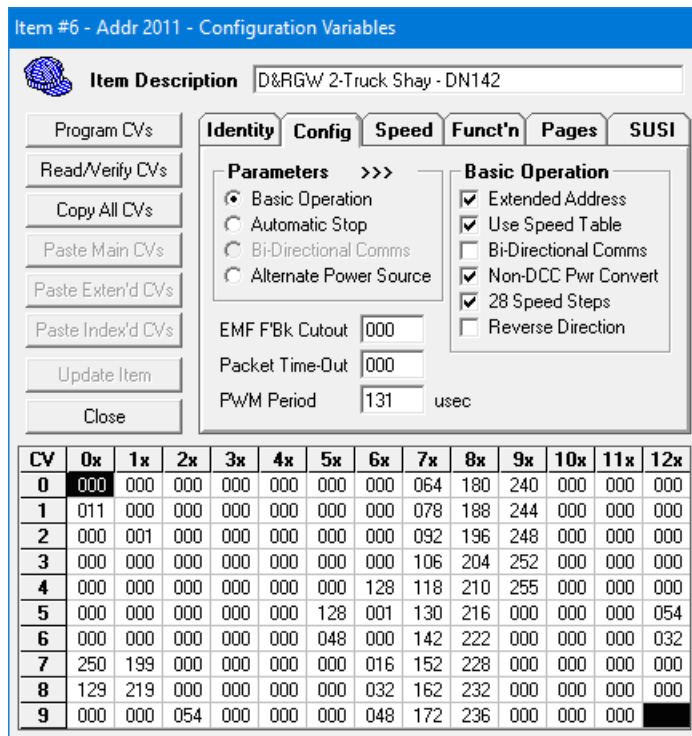 Item #6 - Addr 2011 - Configuration Variables
Item Description D&RGW 2-Truck Shay - DN142
Program CVs
Read/Verify CVs
Copy All CVs
Paste Main CVs
Paste Exten'd CVs
Paste Index'd CVs
Update Item
Close
Identity Config Speed Funct'n Pages SUSI
Parameters >>>
Basic Operation
Automatic Stop
Bi-Directional Comms
Alternate Power Source
EMF F'Bk Cutout 000
Packet Time-Out 000
PWM Period 131 usec
Basic Operation
Extended Address
Use Speed Table
Bi-Directional Comms
Non-DCC Pwr Convert
28 Speed Steps
Reverse Direction
CV 0x 1x 2x 3x 4x 5x 6x 7x 8x 9x 10x 11x 12x
0 000 000 000 000 000 000 000 064 180 240 000 000 000
1 011 000 000 000 000 000 000 078 188 244 000 000 000
2 000 001 000 000 000 000 000 092 196 248 000 000 000
3 000 000 000 000 000 000 000 106 204 252 000 000 000
4 000 000 000 000 000 000 128 118 210 255 000 000 000
5 000 000 000 000 000 128 001 130 216 000 000 000 054
6 000 000 000 000 000 048 000 142 222 000 000 000 032
7 250 199 000 000 000 000 016 152 228 000 000 000 000
8 129 219 000 000 000 000 032 162 232 000 000 000 000
9 000 000 054 000 000 000 048 172 236 000 000 000